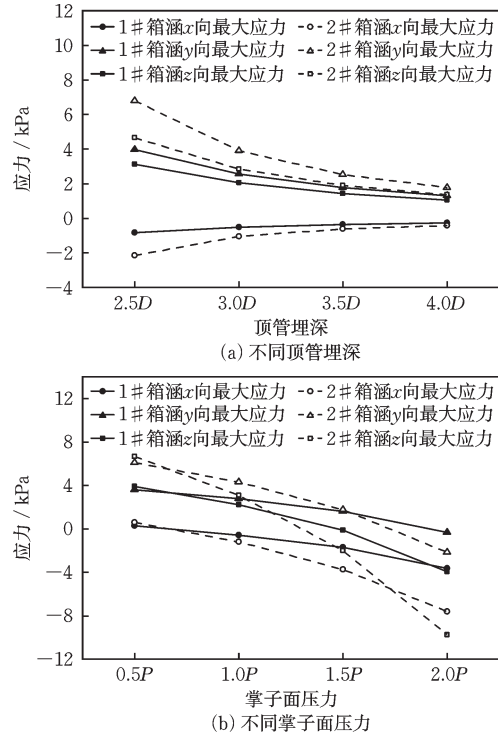 12
10
8
6
4
2
0
−2
−4
应力 / kPa
1#箱涵x向最大应力 2#箱涵x向最大应力
1#箱涵y向最大应力 2#箱涵y向最大应力
1#箱涵z向最大应力 2#箱涵z向最大应力
2.5D 3.0D 3.5D 4.0D
顶管埋深
(a) 不同顶管埋深
12
8
4
0
−4
−8
−12
应力 / kPa
1#箱涵x向最大应力 2#箱涵x向最大应力
1#箱涵y向最大应力 2#箱涵y向最大应力
1#箱涵z向最大应力 2#箱涵z向最大应力
0.5P 1.0P 1.5P 2.0P
掌子面压力
(b) 不同掌子面压力